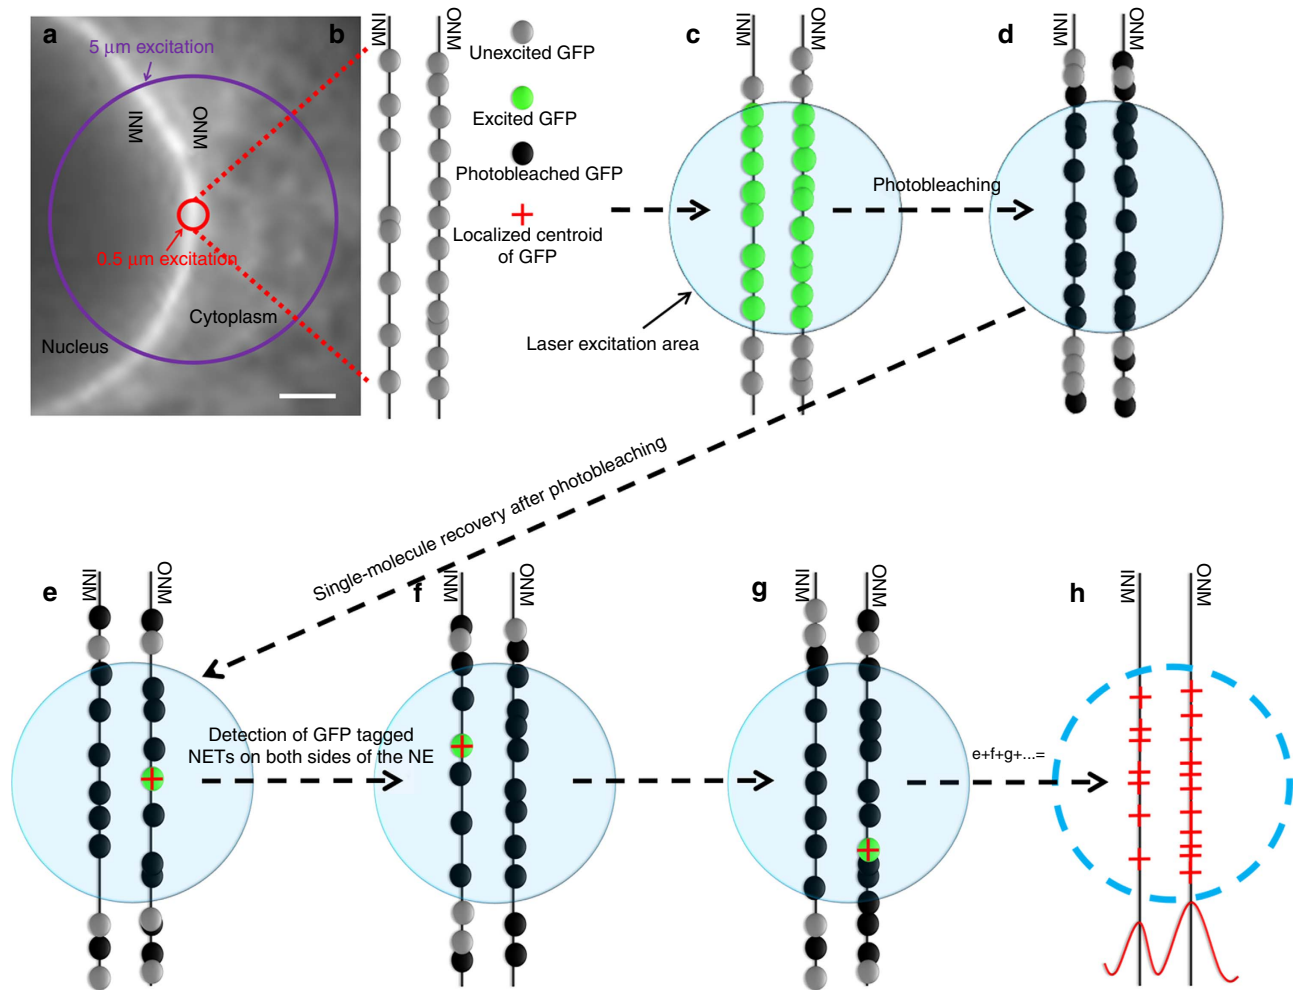 a
5 μm excitation
INM
ONM
0.5 μm excitation
Cytoplasm
Nucleus
b
INM
ONM
Unexcited GFP
Excited GFP
Photobleached GFP
Localized centroid
of GFP
c
INM
ONM
Laser excitation area
Photobleaching
d
INM
ONM
Single-molecule recovery after photobleaching
e
INM
ONM
Detection of GFP tagged
NETs on both sides of the NE
f
INM
ONM
g
INM
ONM
e+f+g+...=
h
INM
ONM